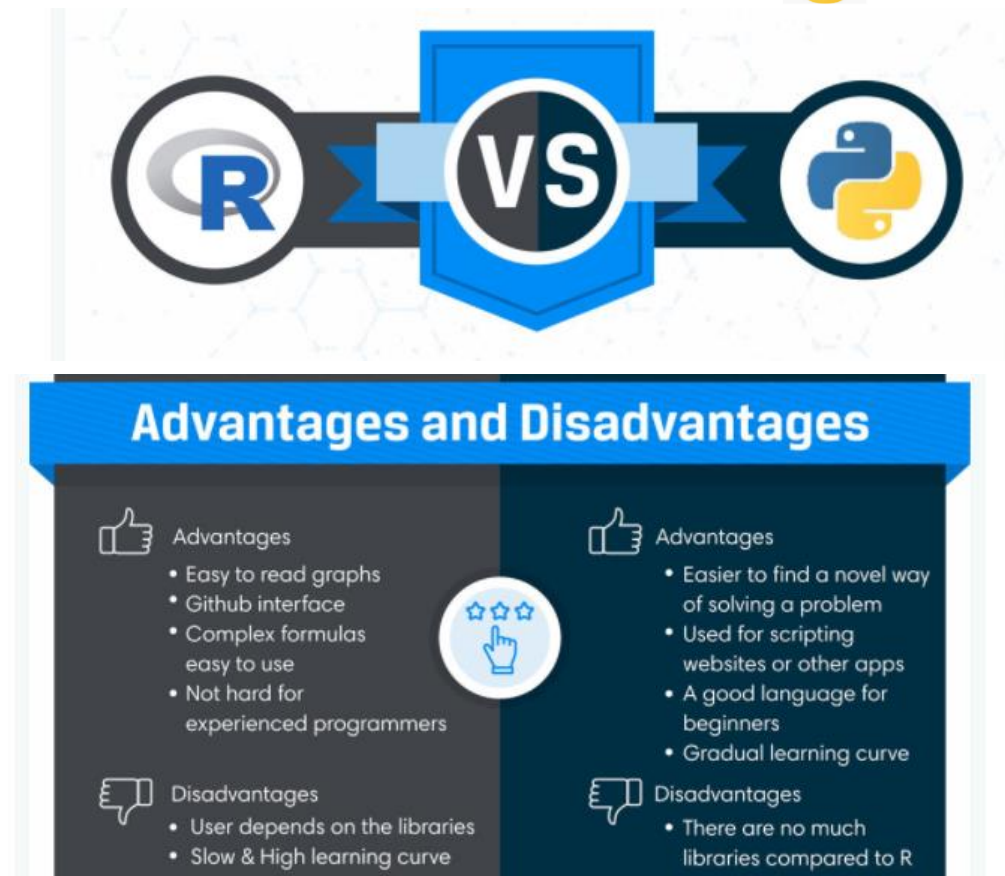 R
VS
Advantages and Disadvantages
Advantages
• Easy to read graphs
• Github interface
• Complex formulas
easy to use
• Not hard for
experienced programmers
Disadvantages
• User depends on the libraries
• Slow & High learning curve
Advantages
• Easier to find a novel way
of solving a problem
• Used for scripting
websites or other apps
• A good language for
beginners
• Gradual learning curve
Disadvantages
• There are no much
libraries compared to R